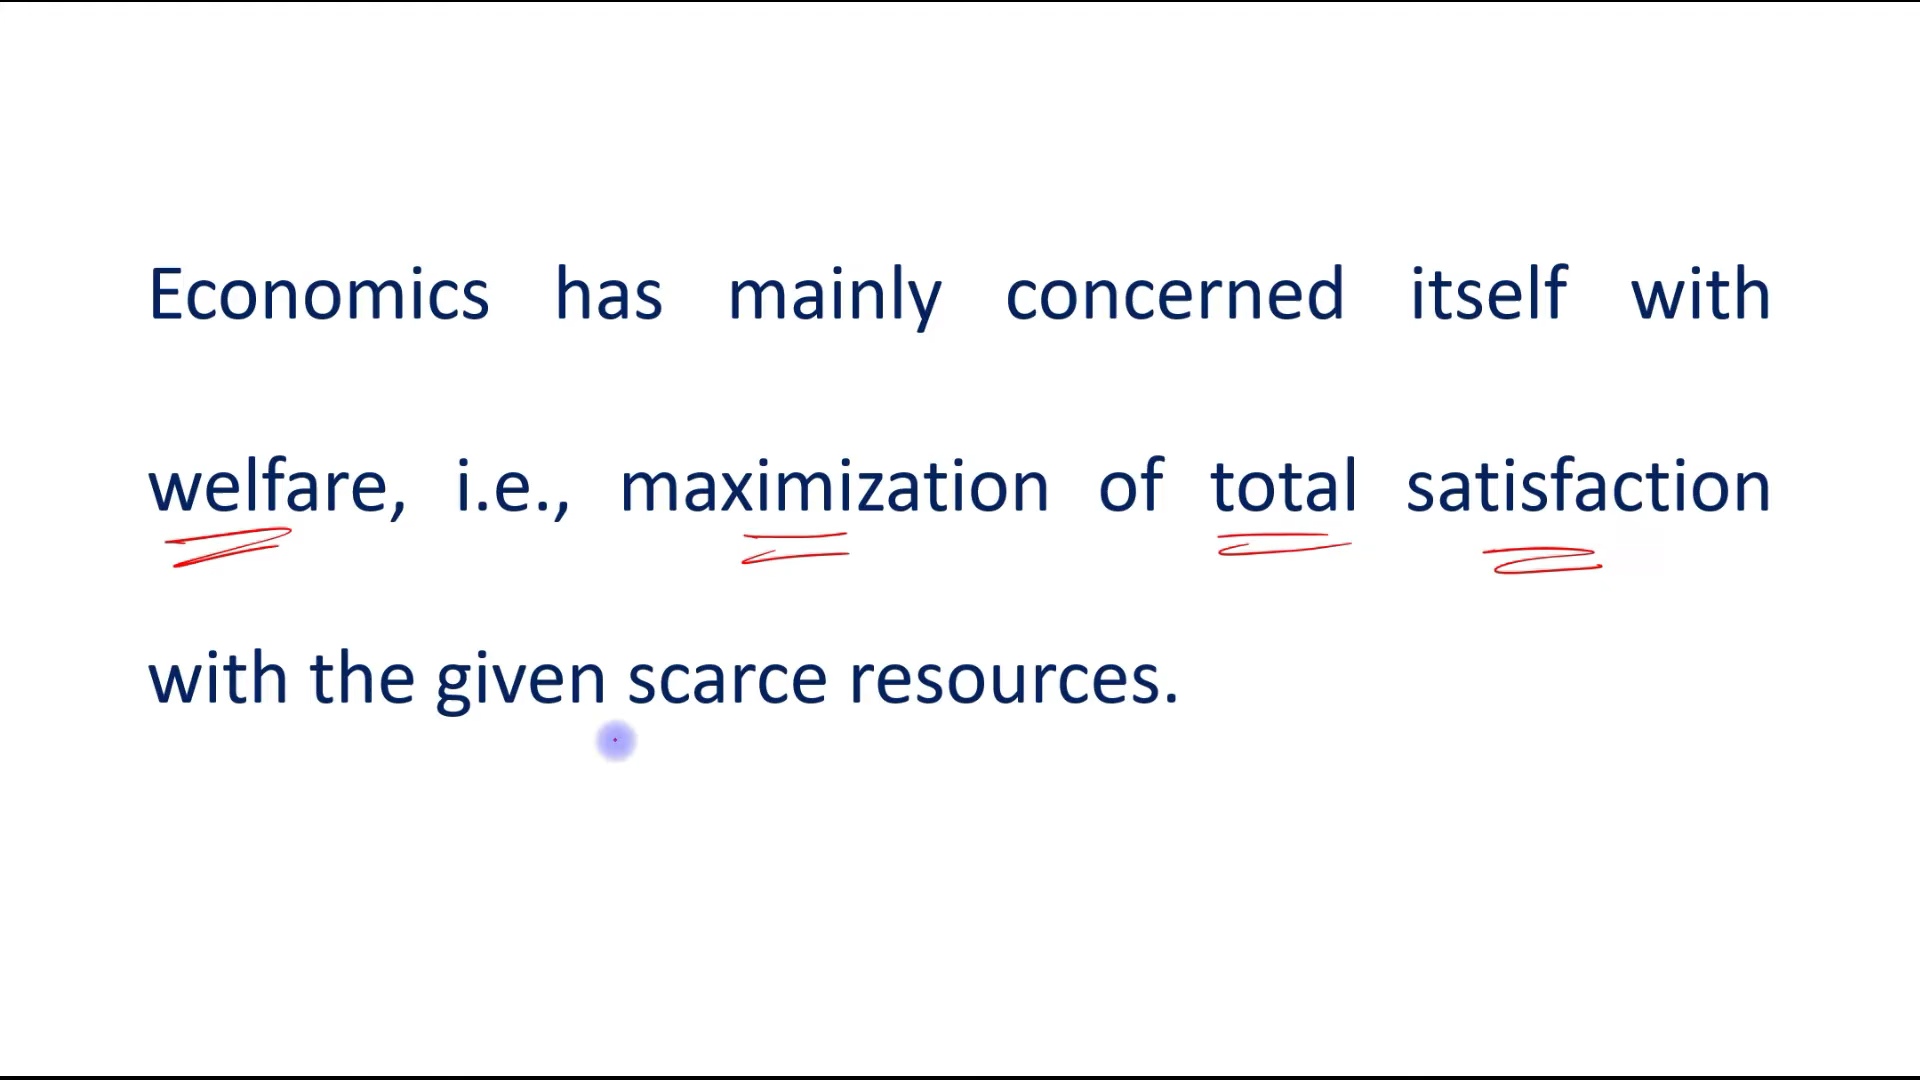 Economics has mainly concerned itself with
welfare, i.e., maximization of total satisfaction
with the given scarce resources.